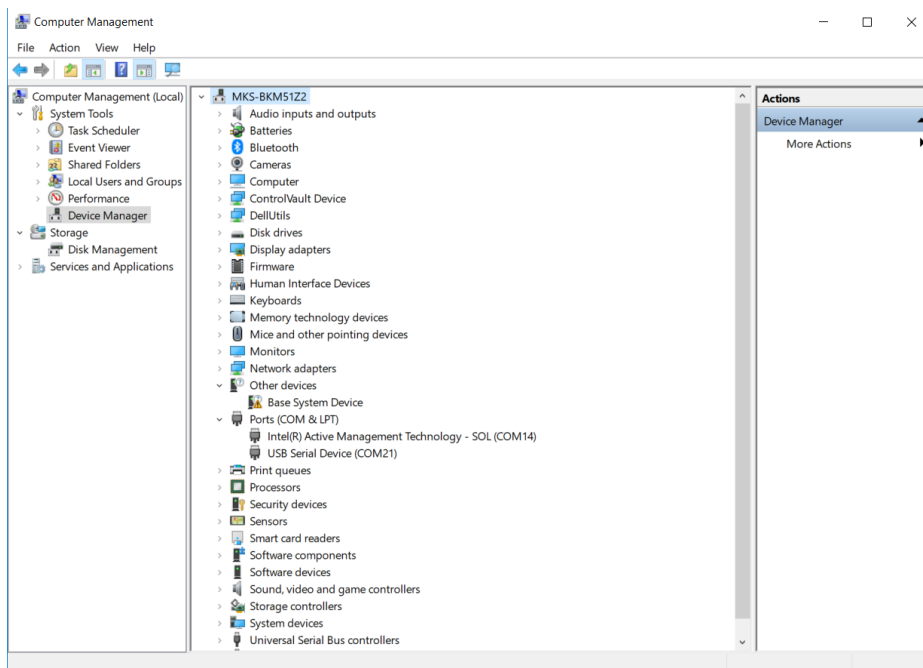 Computer Management
File Action View Help
Computer Management (Local)
System Tools
Task Scheduler
Event Viewer
Shared Folders
Local Users and Groups
Performance
Device Manager
Storage
Disk Management
Services and Applications
MKS-BKM51Z2
Audio inputs and outputs
Batteries
Bluetooth
Cameras
Computer
ControlVault Device
DellUtils
Disk drives
Display adapters
Firmware
Human Interface Devices
Keyboards
Memory technology devices
Mice and other pointing devices
Monitors
Network adapters
Other devices
Base System Device
Ports (COM & LPT)
Intel(R) Active Management Technology - SOL (COM14)
USB Serial Device (COM21)
Print queues
Processors
Security devices
Sensors
Smart card readers
Software components
Software devices
Sound, video and game controllers
Storage controllers
System devices
Universal Serial Bus controllers
Actions
Device Manager
More Actions